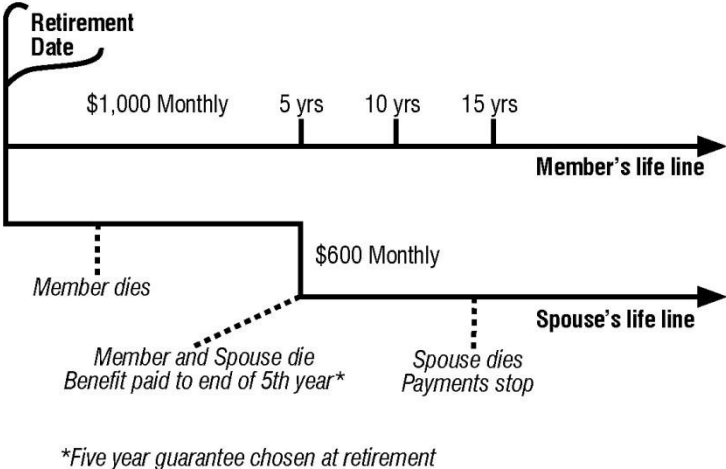 Retirement
Date
$1,000 Monthly 5 yrs 10 yrs 15 yrs
Member's life line
$600 Monthly
Member dies
Spouse's life line
Member and Spouse die
Benefit paid to end of 5th year*
Spouse dies
Payments stop
*Five year guarantee chosen at retirement